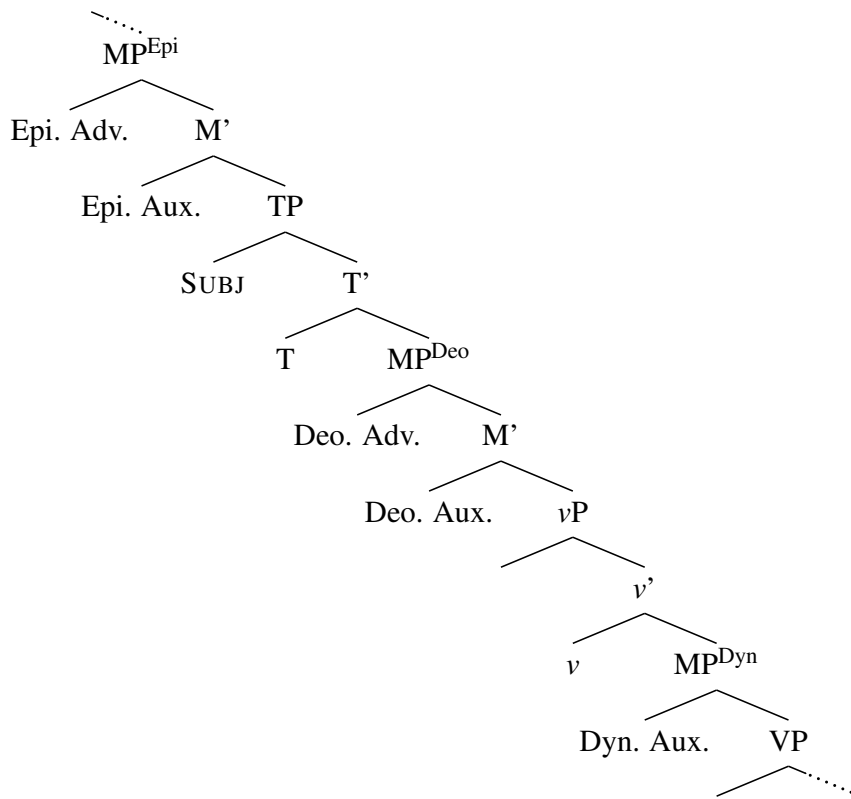 MP^Epi
Epi. Adv. M’
Epi. Aux. TP
SUBJ T’
T MP^Deo
Deo. Adv. M’
Deo. Aux. vP
v’
v MP^Dyn
Dyn. Aux. VP